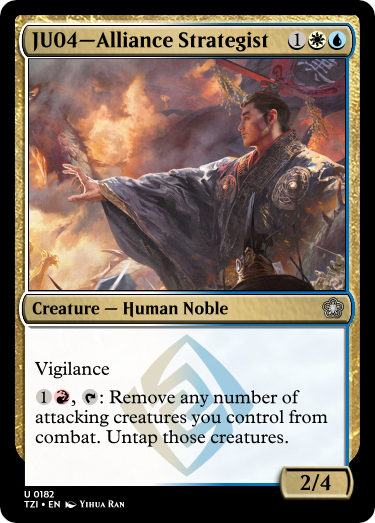 JU04—Alliance Strategist 1
Creature — Human Noble
Vigilance
1, : Remove any number of
attacking creatures you control from
combat. Untap those creatures.
2/4
U 0182
TZI • EN Yihua Ran